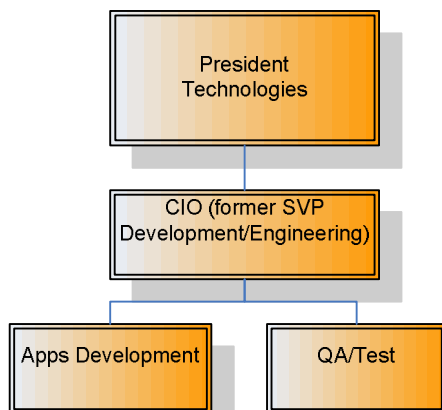 President
Technologies
CIO (former SVP
Development/Engineering)
Apps Development
QA/Test